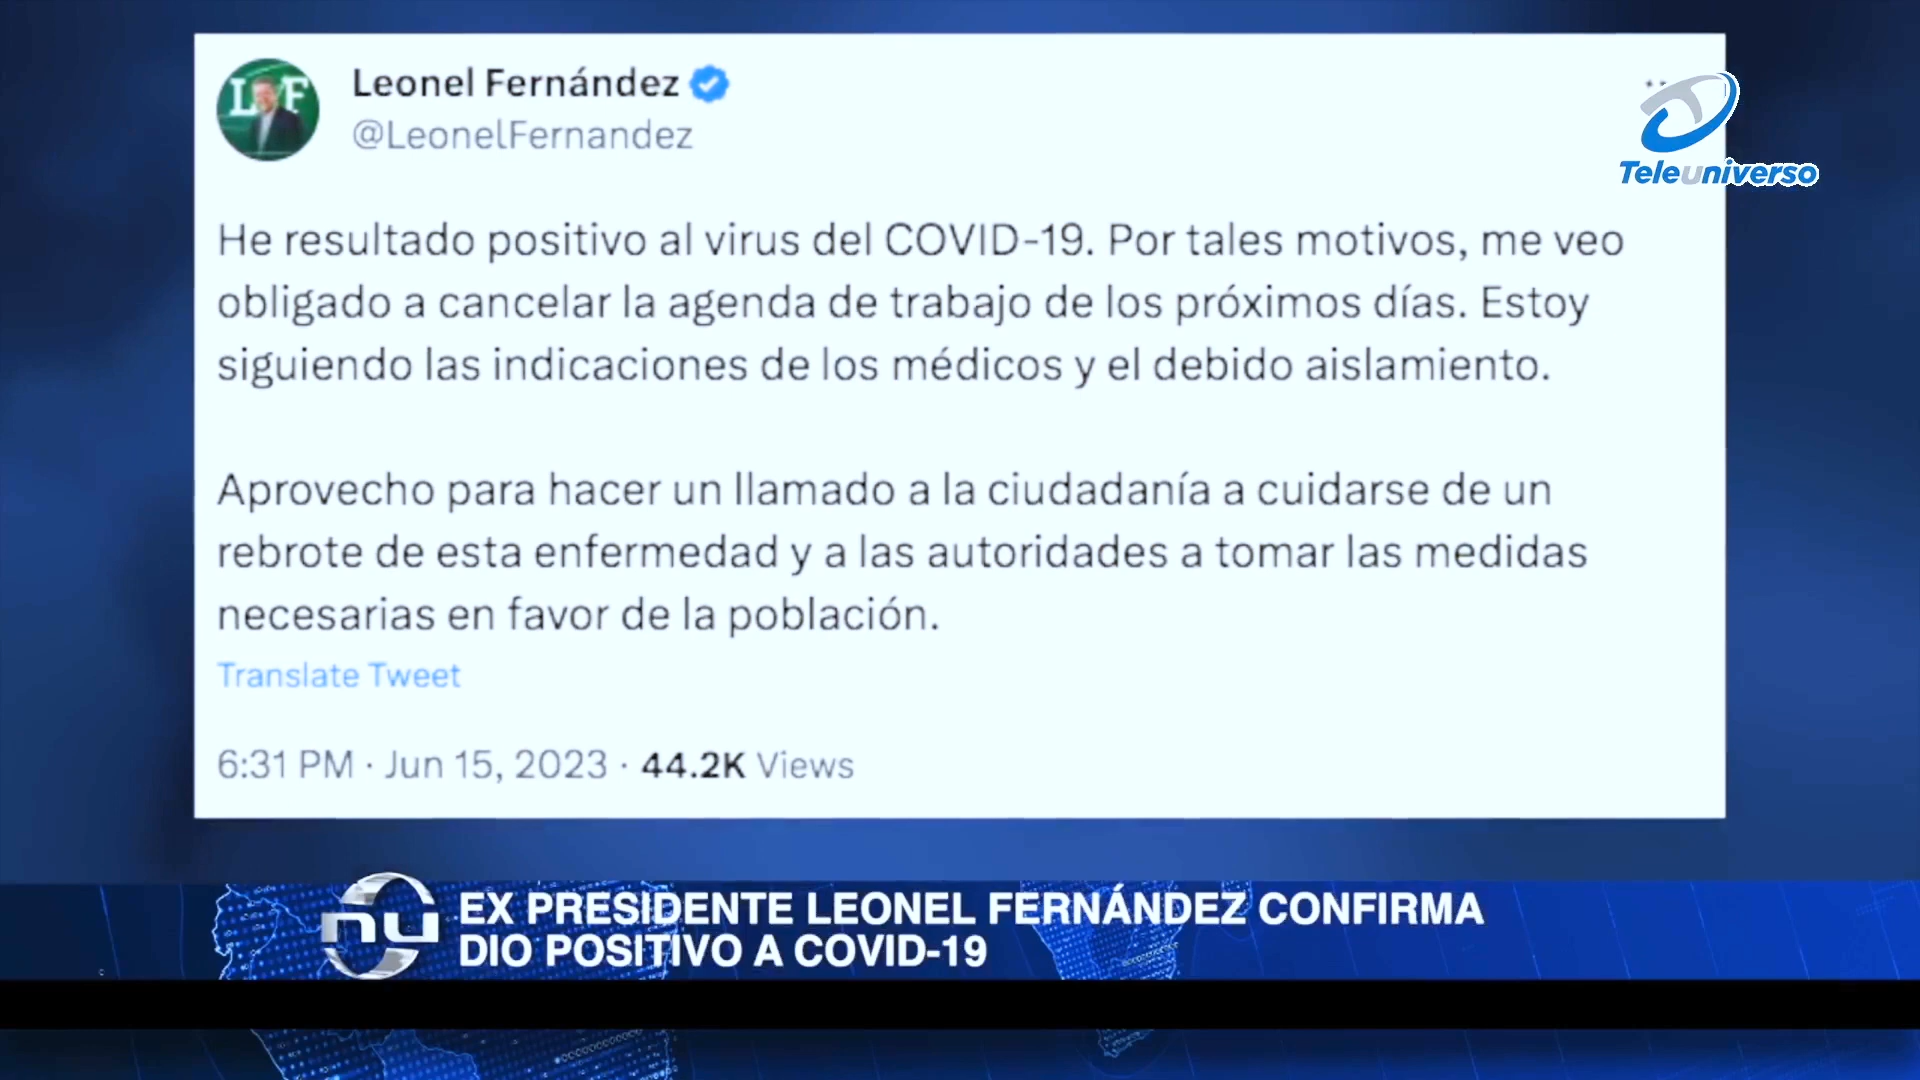 LF
Leonel Fernández
@LeonelFernandez
Teleuniverso
He resultado positivo al virus del COVID-19. Por tales motivos, me veo
obligado a cancelar la agenda de trabajo de los próximos días. Estoy
siguiendo las indicaciones de los médicos y el debido aislamiento.
Aprovecho para hacer un llamado a la ciudadanía a cuidarse de un
rebrote de esta enfermedad y a las autoridades a tomar las medidas
necesarias en favor de la población.
Translate Tweet
6:31 PM · Jun 15, 2023 · 44.2K Views
nu
EX PRESIDENTE LEONEL FERNÁNDEZ CONFIRMA
DIO POSITIVO A COVID-19